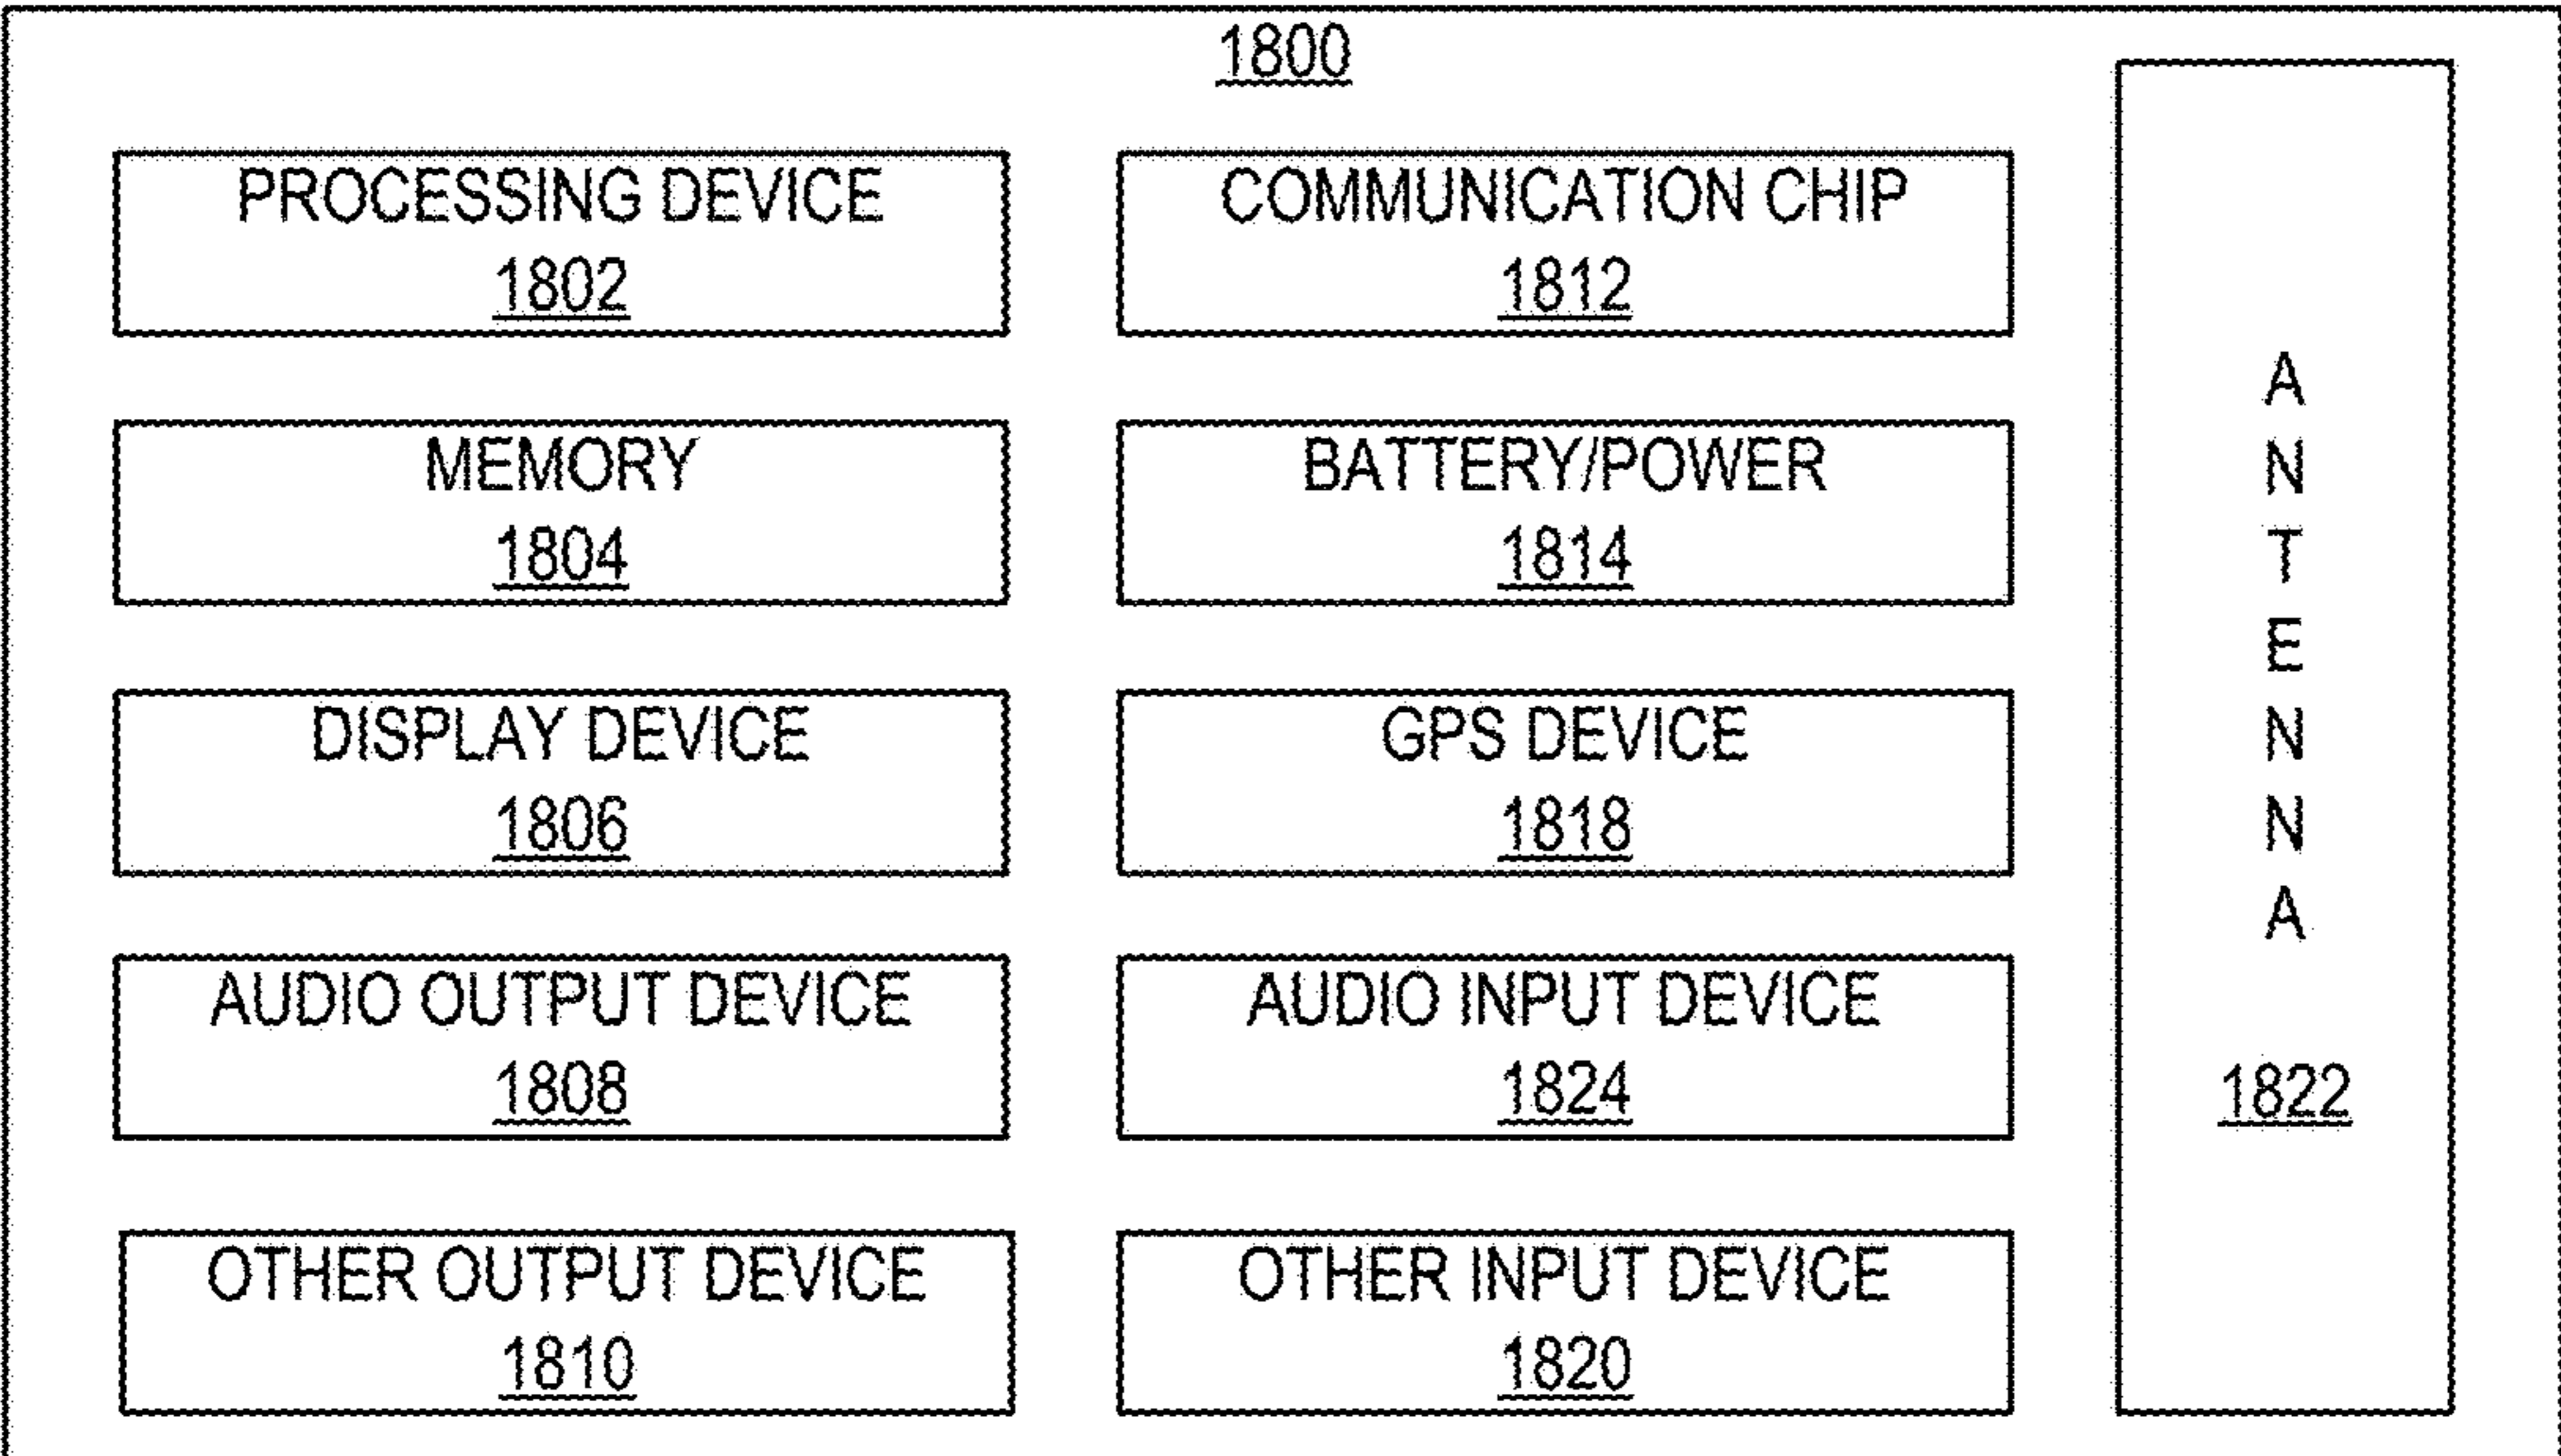 1800
PROCESSING DEVICE
1802
COMMUNICATION CHIP
1812
MEMORY
1804
BATTERY/POWER
1814
DISPLAY DEVICE
1806
GPS DEVICE
1818
AUDIO OUTPUT DEVICE
1808
AUDIO INPUT DEVICE
1824
OTHER OUTPUT DEVICE
1810
OTHER INPUT DEVICE
1820
ANTENNA
1822